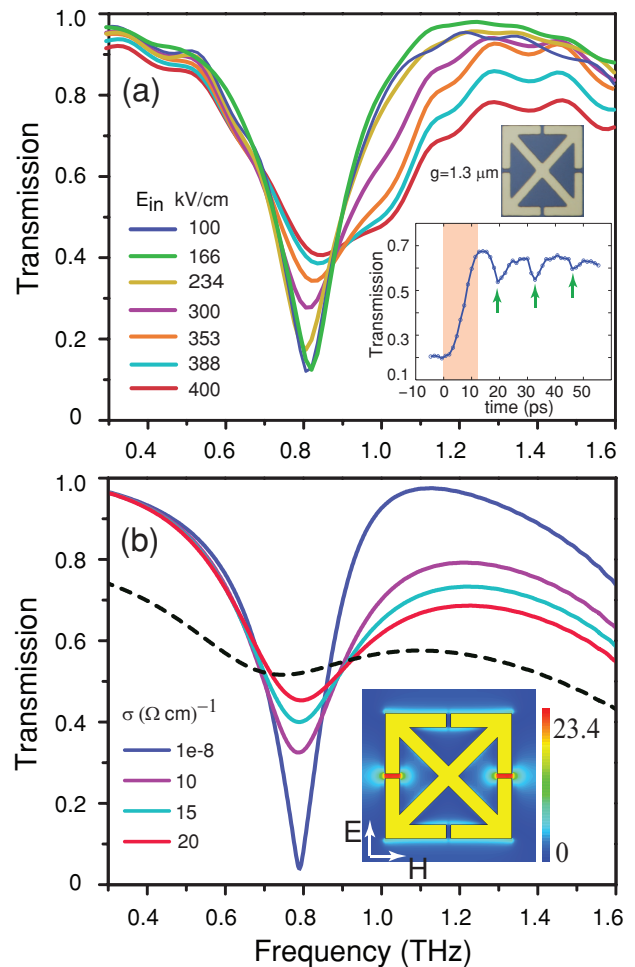 (a)
Transmission
1.0
0.8
0.6
0.4
0.2
0
E_in kV/cm
100
166
234
300
353
388
400
g=1.3 μm
Transmission
0.7
0.5
0.3
0.1
-10 0 10 20 30 40 50
time (ps)
0.4 0.6 0.8 1.0 1.2 1.4 1.6
(b)
Transmission
1.0
0.8
0.6
0.4
0.2
0
σ (Ω cm)⁻¹
1e-8
10
15
20
E
H
23.4
0
0.4 0.6 0.8 1.0 1.2 1.4 1.6
Frequency (THz)